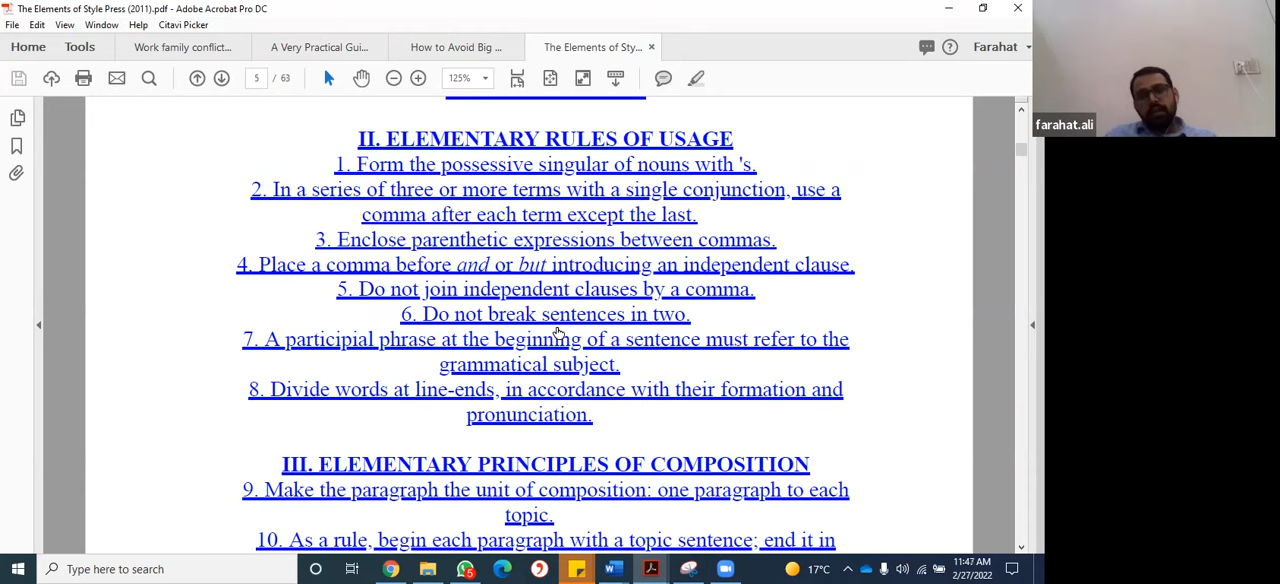 The Elements of Style Press (2011).pdf - Adobe Acrobat Pro DC
File Edit View Window Help Citavi Picker
Home Tools Work family conflict... A Very Practical Gui... How to Avoid Big ... The Elements of Sty... × Farahat
5 / 63 125%
II. ELEMENTARY RULES OF USAGE
1. Form the possessive singular of nouns with 's.
2. In a series of three or more terms with a single conjunction, use a
comma after each term except the last.
3. Enclose parenthetic expressions between commas.
4. Place a comma before and or but introducing an independent clause.
5. Do not join independent clauses by a comma.
6. Do not break sentences in two.
7. A participial phrase at the beginning of a sentence must refer to the
grammatical subject.
8. Divide words at line-ends, in accordance with their formation and
pronunciation.
III. ELEMENTARY PRINCIPLES OF COMPOSITION
9. Make the paragraph the unit of composition: one paragraph to each
topic.
10. As a rule, begin each paragraph with a topic sentence; end it in
farahat.ali
Type here to search 5 17°C 11:47 AM
2/27/2022